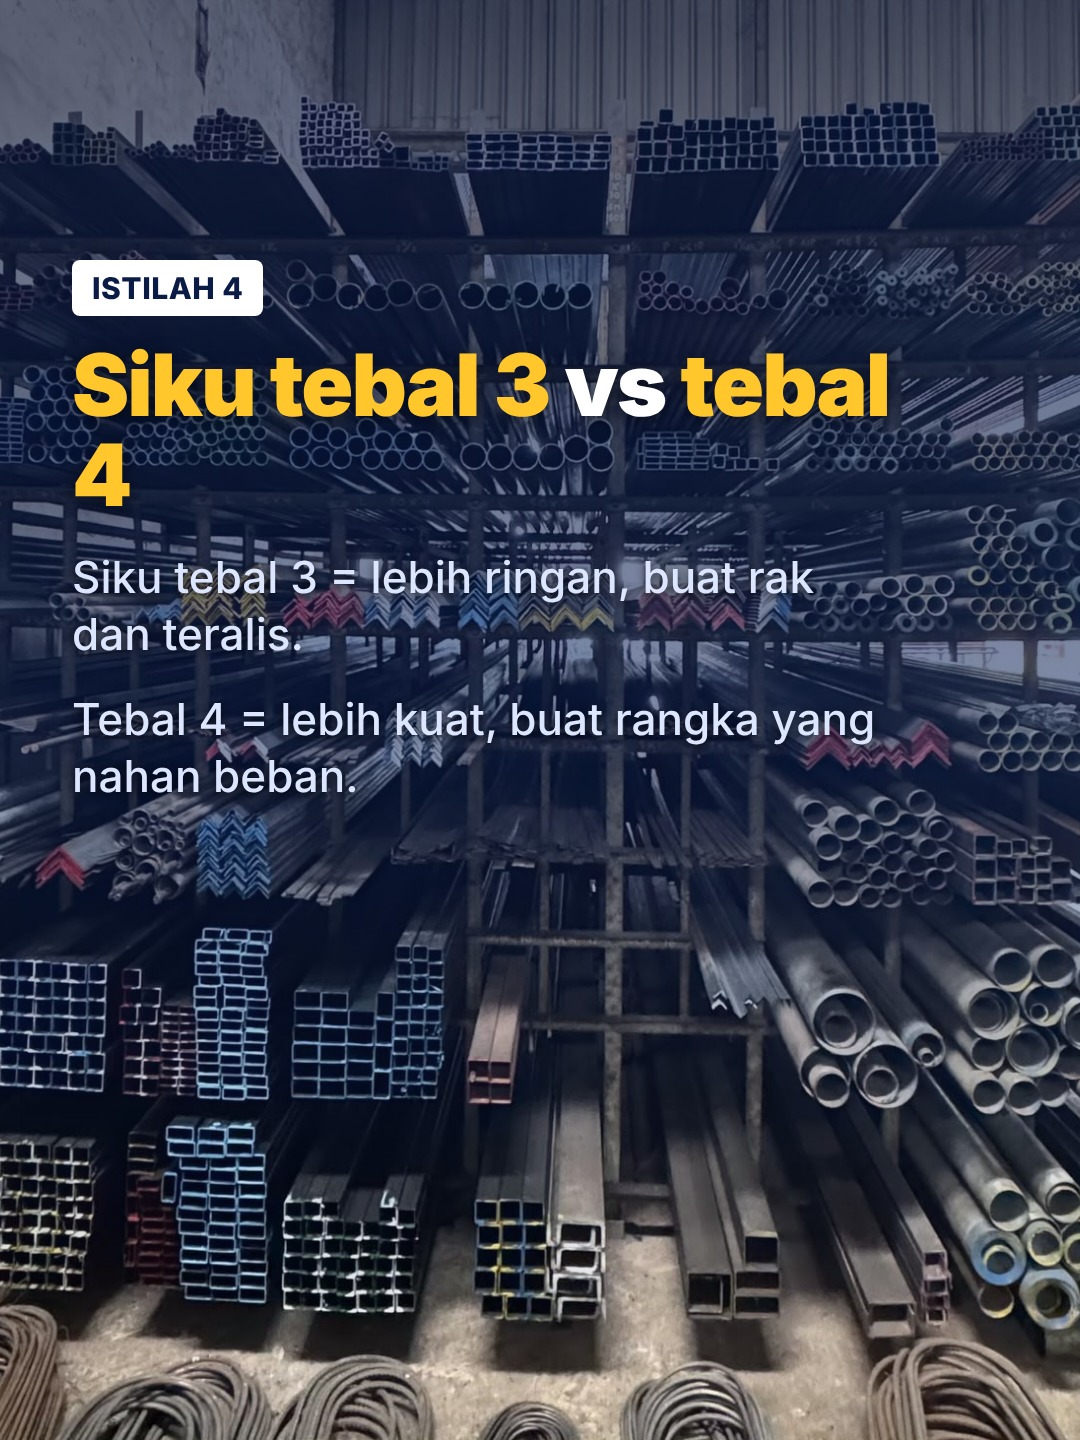 ISTILAH 4
Siku tebal 3 vs tebal
4
Siku tebal 3 = lebih ringan, buat rak
dan teralis.
Tebal 4 = lebih kuat, buat rangka yang
nahan beban.